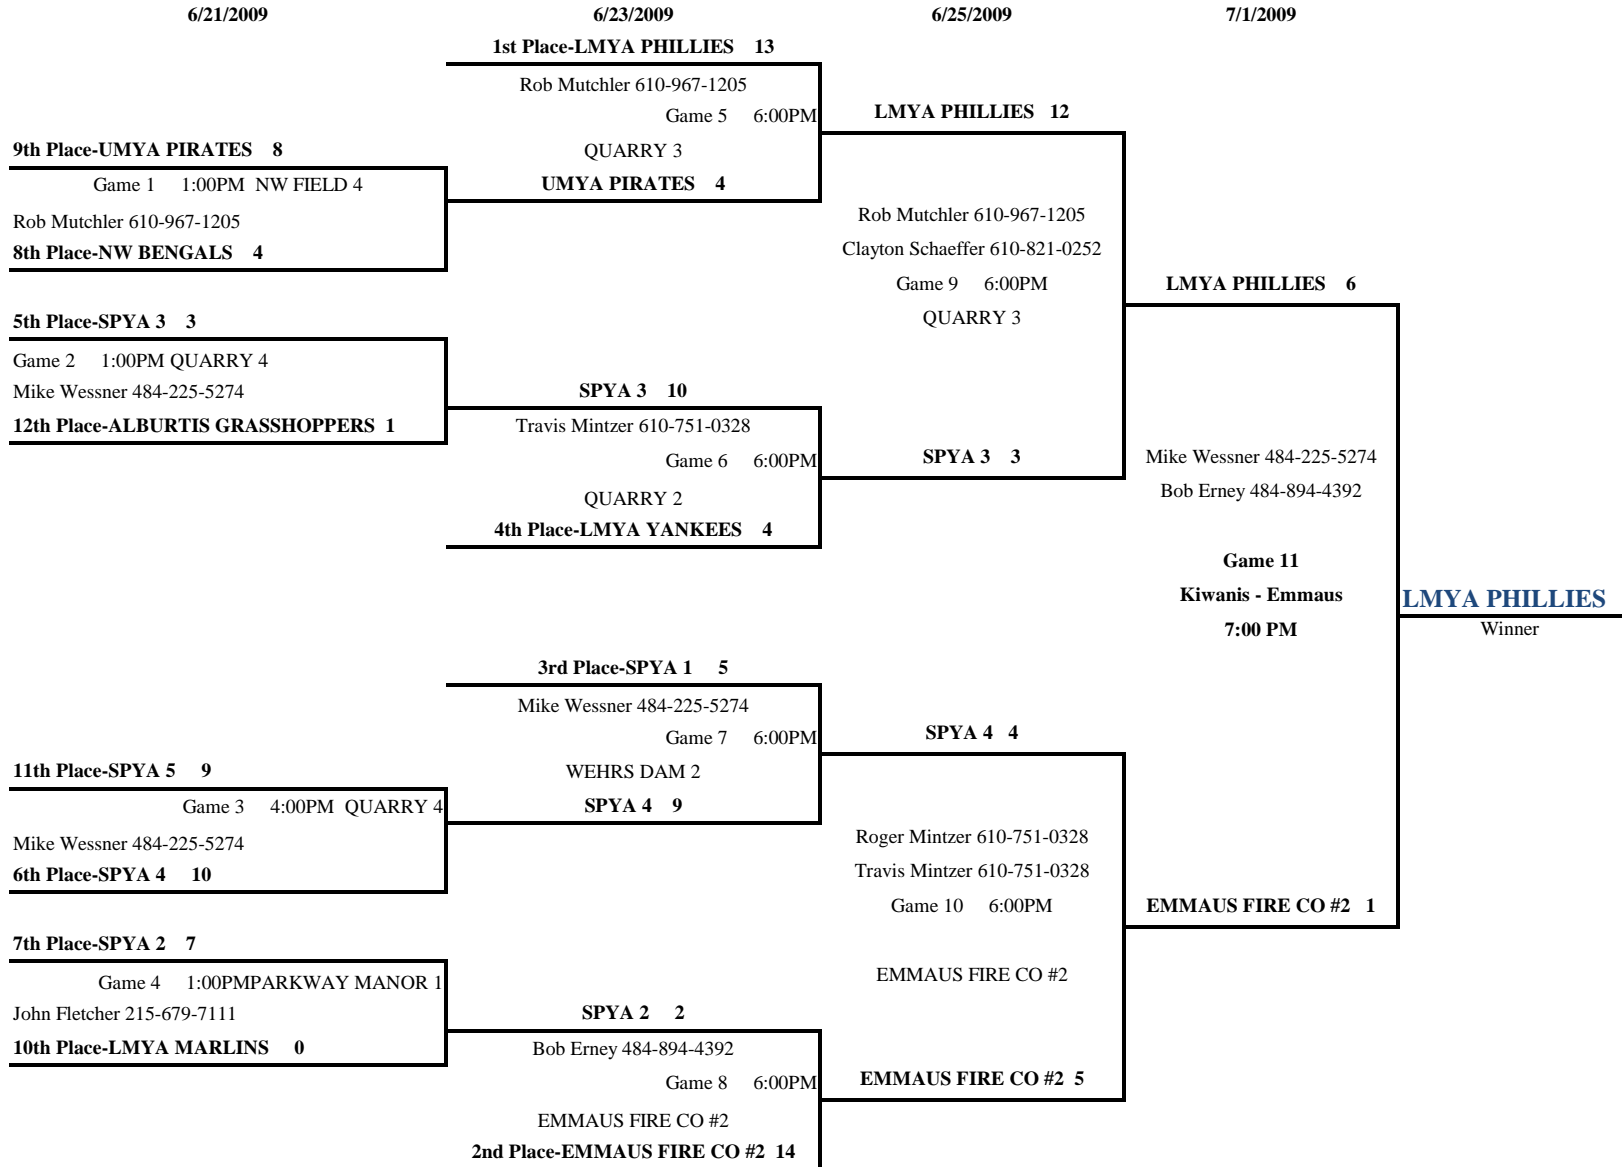 6/21/2009 6/23/2009 6/25/2009 7/1/2009
1st Place-LMYA PHILLIES 13
Rob Mutchler 610-967-1205
Game 5 6:00PM
QUARRY 3
UMYA PIRATES 4
9th Place-UMYA PIRATES 8
Game 1 1:00PM NW FIELD 4
Rob Mutchler 610-967-1205
8th Place-NW BENGALS 4
5th Place-SPYA 3 3
Game 2 1:00PM QUARRY 4
Mike Wessner 484-225-5274
12th Place-ALBURTIS GRASSHOPPERS 1
SPYA 3 10
Travis Mintzer 610-751-0328
Game 6 6:00PM
QUARRY 2
4th Place-LMYA YANKEES 4
LMYA PHILLIES 12
Rob Mutchler 610-967-1205
Clayton Schaeffer 610-821-0252
Game 9 6:00PM
QUARRY 3
SPYA 3 3
3rd Place-SPYA 1 5
Mike Wessner 484-225-5274
Game 7 6:00PM
WEHRS DAM 2
SPYA 4 9
11th Place-SPYA 5 9
Game 3 4:00PM QUARRY 4
Mike Wessner 484-225-5274
6th Place-SPYA 4 10
7th Place-SPYA 2 7
Game 4 1:00PMPARKWAY MANOR 1
John Fletcher 215-679-7111
10th Place-LMYA MARLINS 0
SPYA 2 2
Bob Erney 484-894-4392
Game 8 6:00PM
EMMAUS FIRE CO #2
2nd Place-EMMAUS FIRE CO #2 14
SPYA 4 4
Roger Mintzer 610-751-0328
Travis Mintzer 610-751-0328
Game 10 6:00PM
EMMAUS FIRE CO #2
EMMAUS FIRE CO #2 5
LMYA PHILLIES 6
Mike Wessner 484-225-5274
Bob Erney 484-894-4392
Game 11
Kiwanis - Emmaus
7:00 PM
EMMAUS FIRE CO #2 1
LMYA PHILLIES
Winner